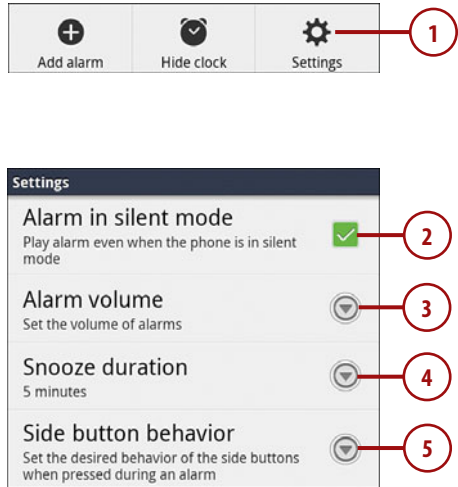 Add alarm
Hide clock
Settings
1
Settings
Alarm in silent mode
Play alarm even when the phone is in silent
mode
2
Alarm volume
Set the volume of alarms
3
Snooze duration
5 minutes
4
Side button behavior
Set the desired behavior of the side buttons
when pressed during an alarm
5